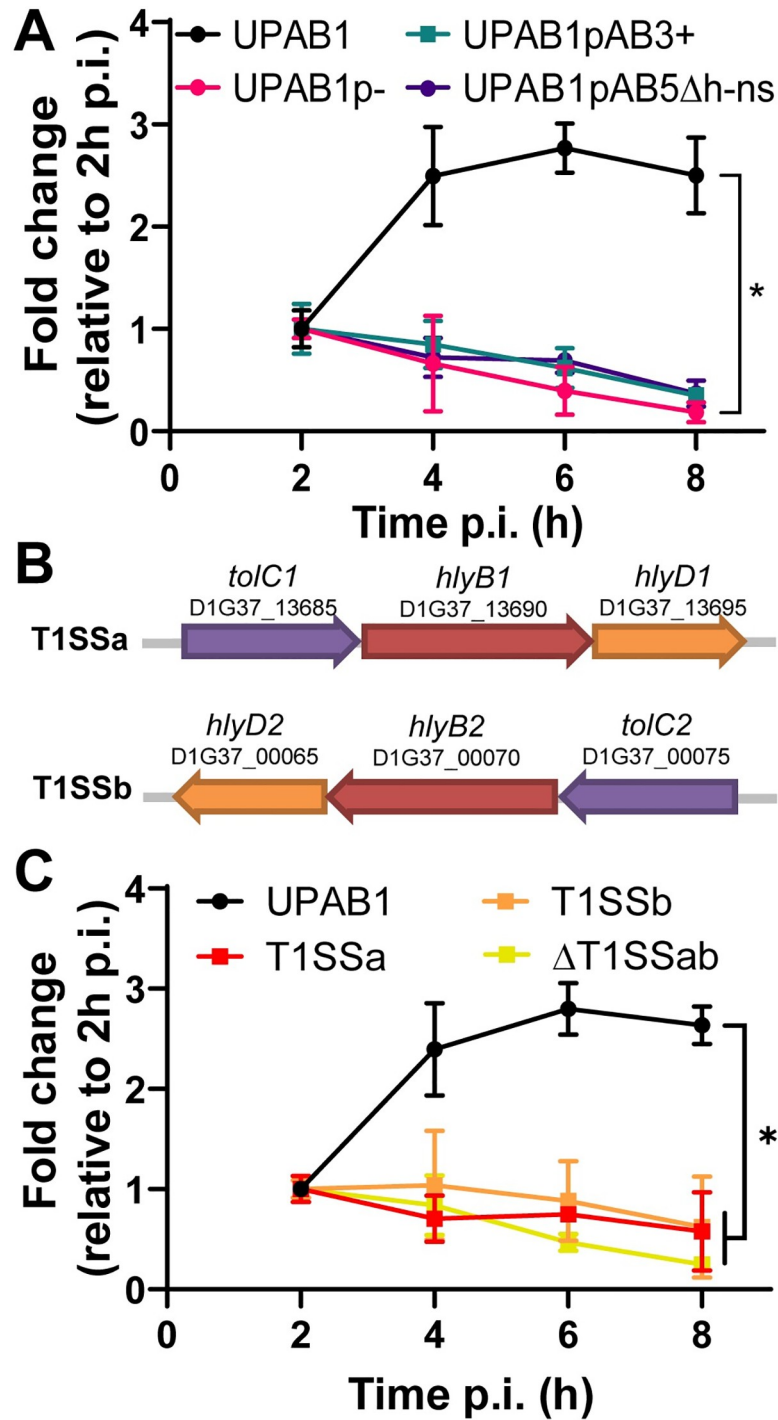 A
UPAB1
UPAB1pAB3+
UPAB1p-
UPAB1pAB5Δh-ns
Fold change
(relative to 2h p.i.)
4
3
2
1
0
*
0
2
4
6
8
Time p.i. (h)
B
tolC1
hlyB1
hlyD1
D1G37_13685
D1G37_13690
D1G37_13695
T1SSa
hlyD2
hlyB2
tolC2
D1G37_00065
D1G37_00070
D1G37_00075
T1SSb
C
UPAB1
T1SSb
T1SSa
ΔT1SSab
Fold change
(relative to 2h p.i.)
4
3
2
1
0
*
0
2
4
6
8
Time p.i. (h)